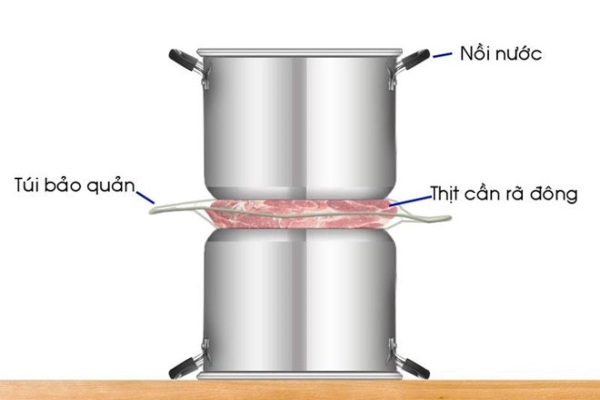 Nồi nước
Túi bảo quản
Thịt cần rã đông